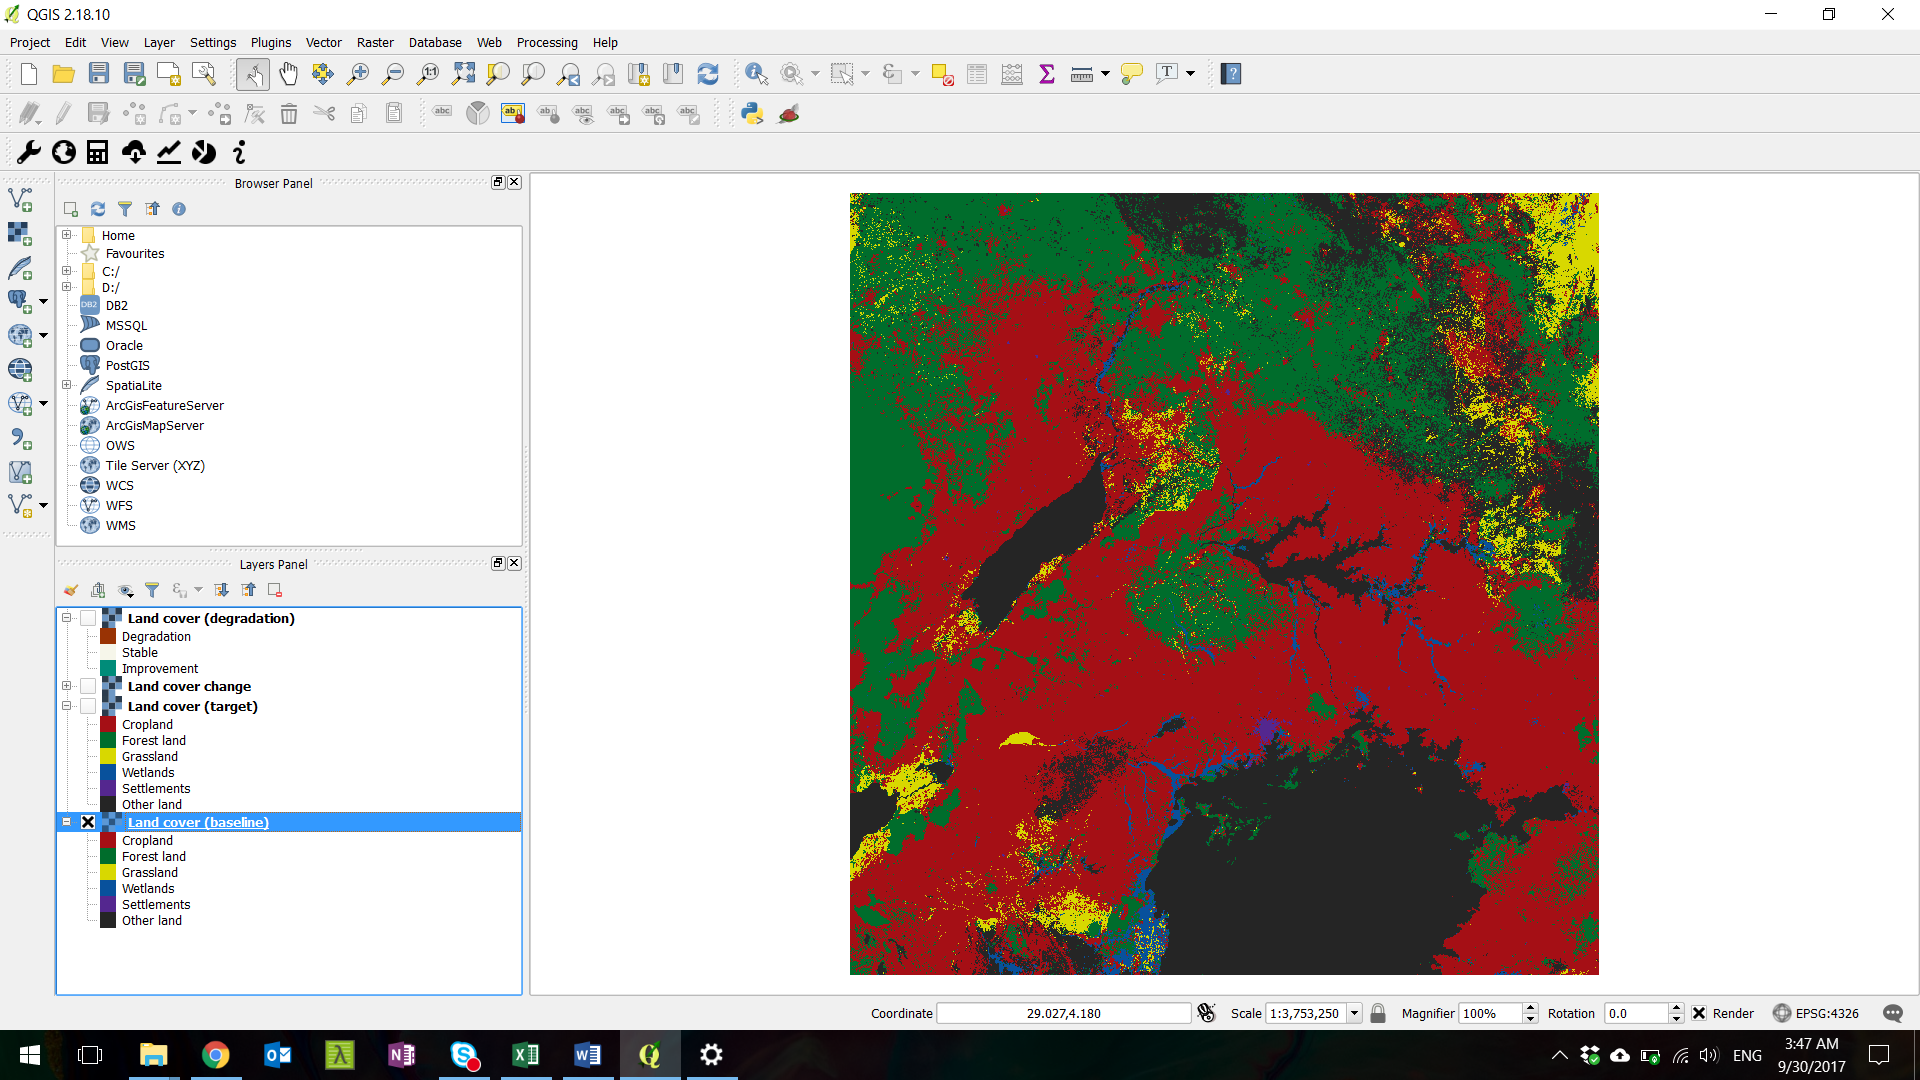 QGIS 2.18.10
Project Edit View Layer Settings Plugins Vector Raster Database Web Processing Help
Browser Panel
Home
Favourites
C:/
D:/
DB2
MSSQL
Oracle
PostGIS
SpatiaLite
ArcGisFeatureServer
ArcGisMapServer
OWS
Tile Server (XYZ)
WCS
WFS
WMS
Layers Panel
Land cover (degradation)
Degradation
Stable
Improvement
Land cover change
Land cover (target)
Cropland
Forest land
Grassland
Wetlands
Settlements
Other land
Land cover (baseline)
Cropland
Forest land
Grassland
Wetlands
Settlements
Other land
Coordinate 29.027,4.180 Scale 1:3,753,250 Magnifier 100% Rotation 0.0 Render EPSG:4326
ENG
3:47 AM
9/30/2017